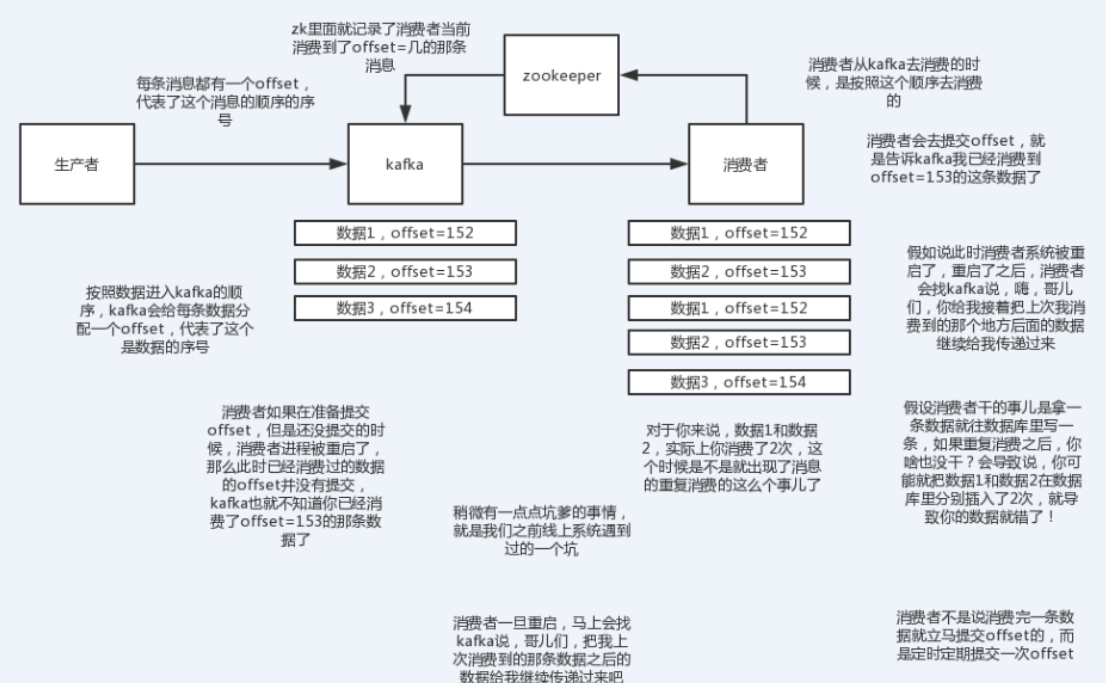 zk里面就记录了消费者当前
消费到了offset=几的那条
消息
zookeeper
消费者从kafka去消费的时
候，是按照这个顺序去消费
的
每条消息都有一个offset，
代表了这个消息的顺序的序
号
生产者
kafka
消费者
消费者会去提交offset，就
是告诉kafka我已经消费到
offset=153的这条数据了
数据1，offset=152
数据2，offset=153
数据3，offset=154
数据1，offset=152
数据2，offset=153
数据1，offset=152
数据2，offset=153
数据3，offset=154
假如说此时消费者系统被重
启了，重启了之后，消费者
会找kafka说，嗨，哥儿
们，你给我接着把上次我消
费到的那个地方后面的数据
继续给我传递过来
按照数据进入kafka的顺
序，kafka会给每条数据分
配一个offset，代表了这个
是数据的序号
消费者如果在准备提交
offset，但是还没提交的时
候，消费者进程被重启了，
那么此时已经消费过的数据
的offset并没有提交，
kafka也就不知道你已经消
费了offset=153的那条数
据了
对于你来说，数据1和数据
2，实际上你消费了2次，这
个时候是不是就出现了消息
的重复消费的这么个事儿了
假设消费者干的事儿是拿一
条数据就往数据库里写一
条，如果重复消费之后，你
啥也没干？会导致说，你可
能就把数据1和数据2在数据
库里分别插入了2次，就导
致你的数据就错了！
稍微有一点点坑爹的事情，
就是我们之前线上系统遇到
过的一个坑
消费者一旦重启，马上会找
kafka说，哥儿们，把我上
次消费到的那条数据之后的
数据给我继续传递过来吧
消费者不是说消费完一条数
据就立马提交offset的，而
是定时定期提交一次offset